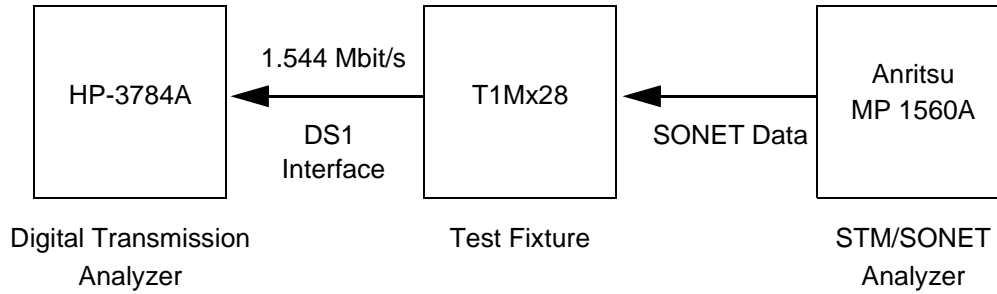 HP-3784A
1.544 Mbit/s
DS1
Interface
T1Mx28
SONET Data
Anritsu
MP 1560A
Digital Transmission
Analyzer
Test Fixture
STM/SONET
Analyzer